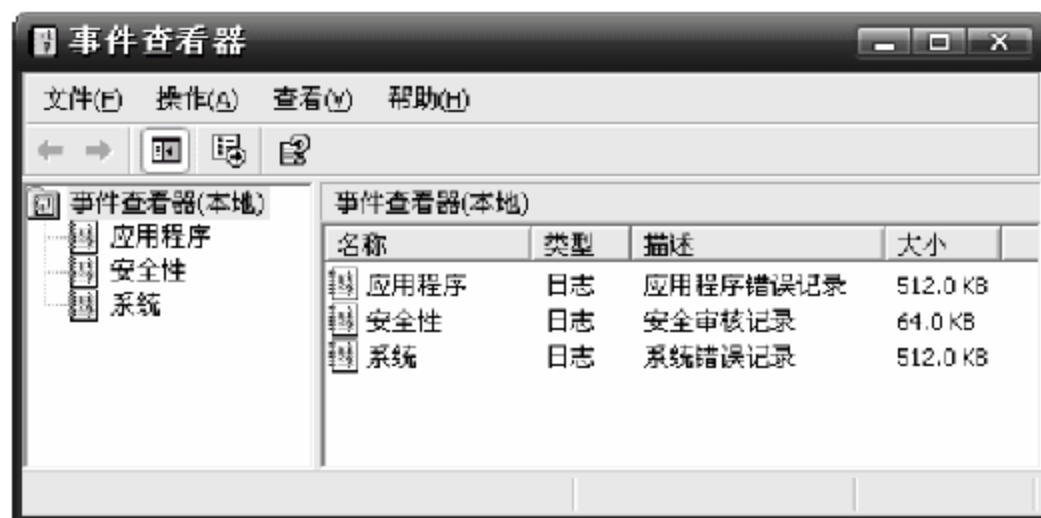 事件查看器
文件(F) 操作(A) 查看(V) 帮助(H)
事件查看器(本地)
应用程序
安全性
系统
事件查看器(本地)
名称 类型 描述 大小
应用程序 日志 应用程序错误记录 512.0 KB
安全性 日志 安全审核记录 64.0 KB
系统 日志 系统错误记录 512.0 KB